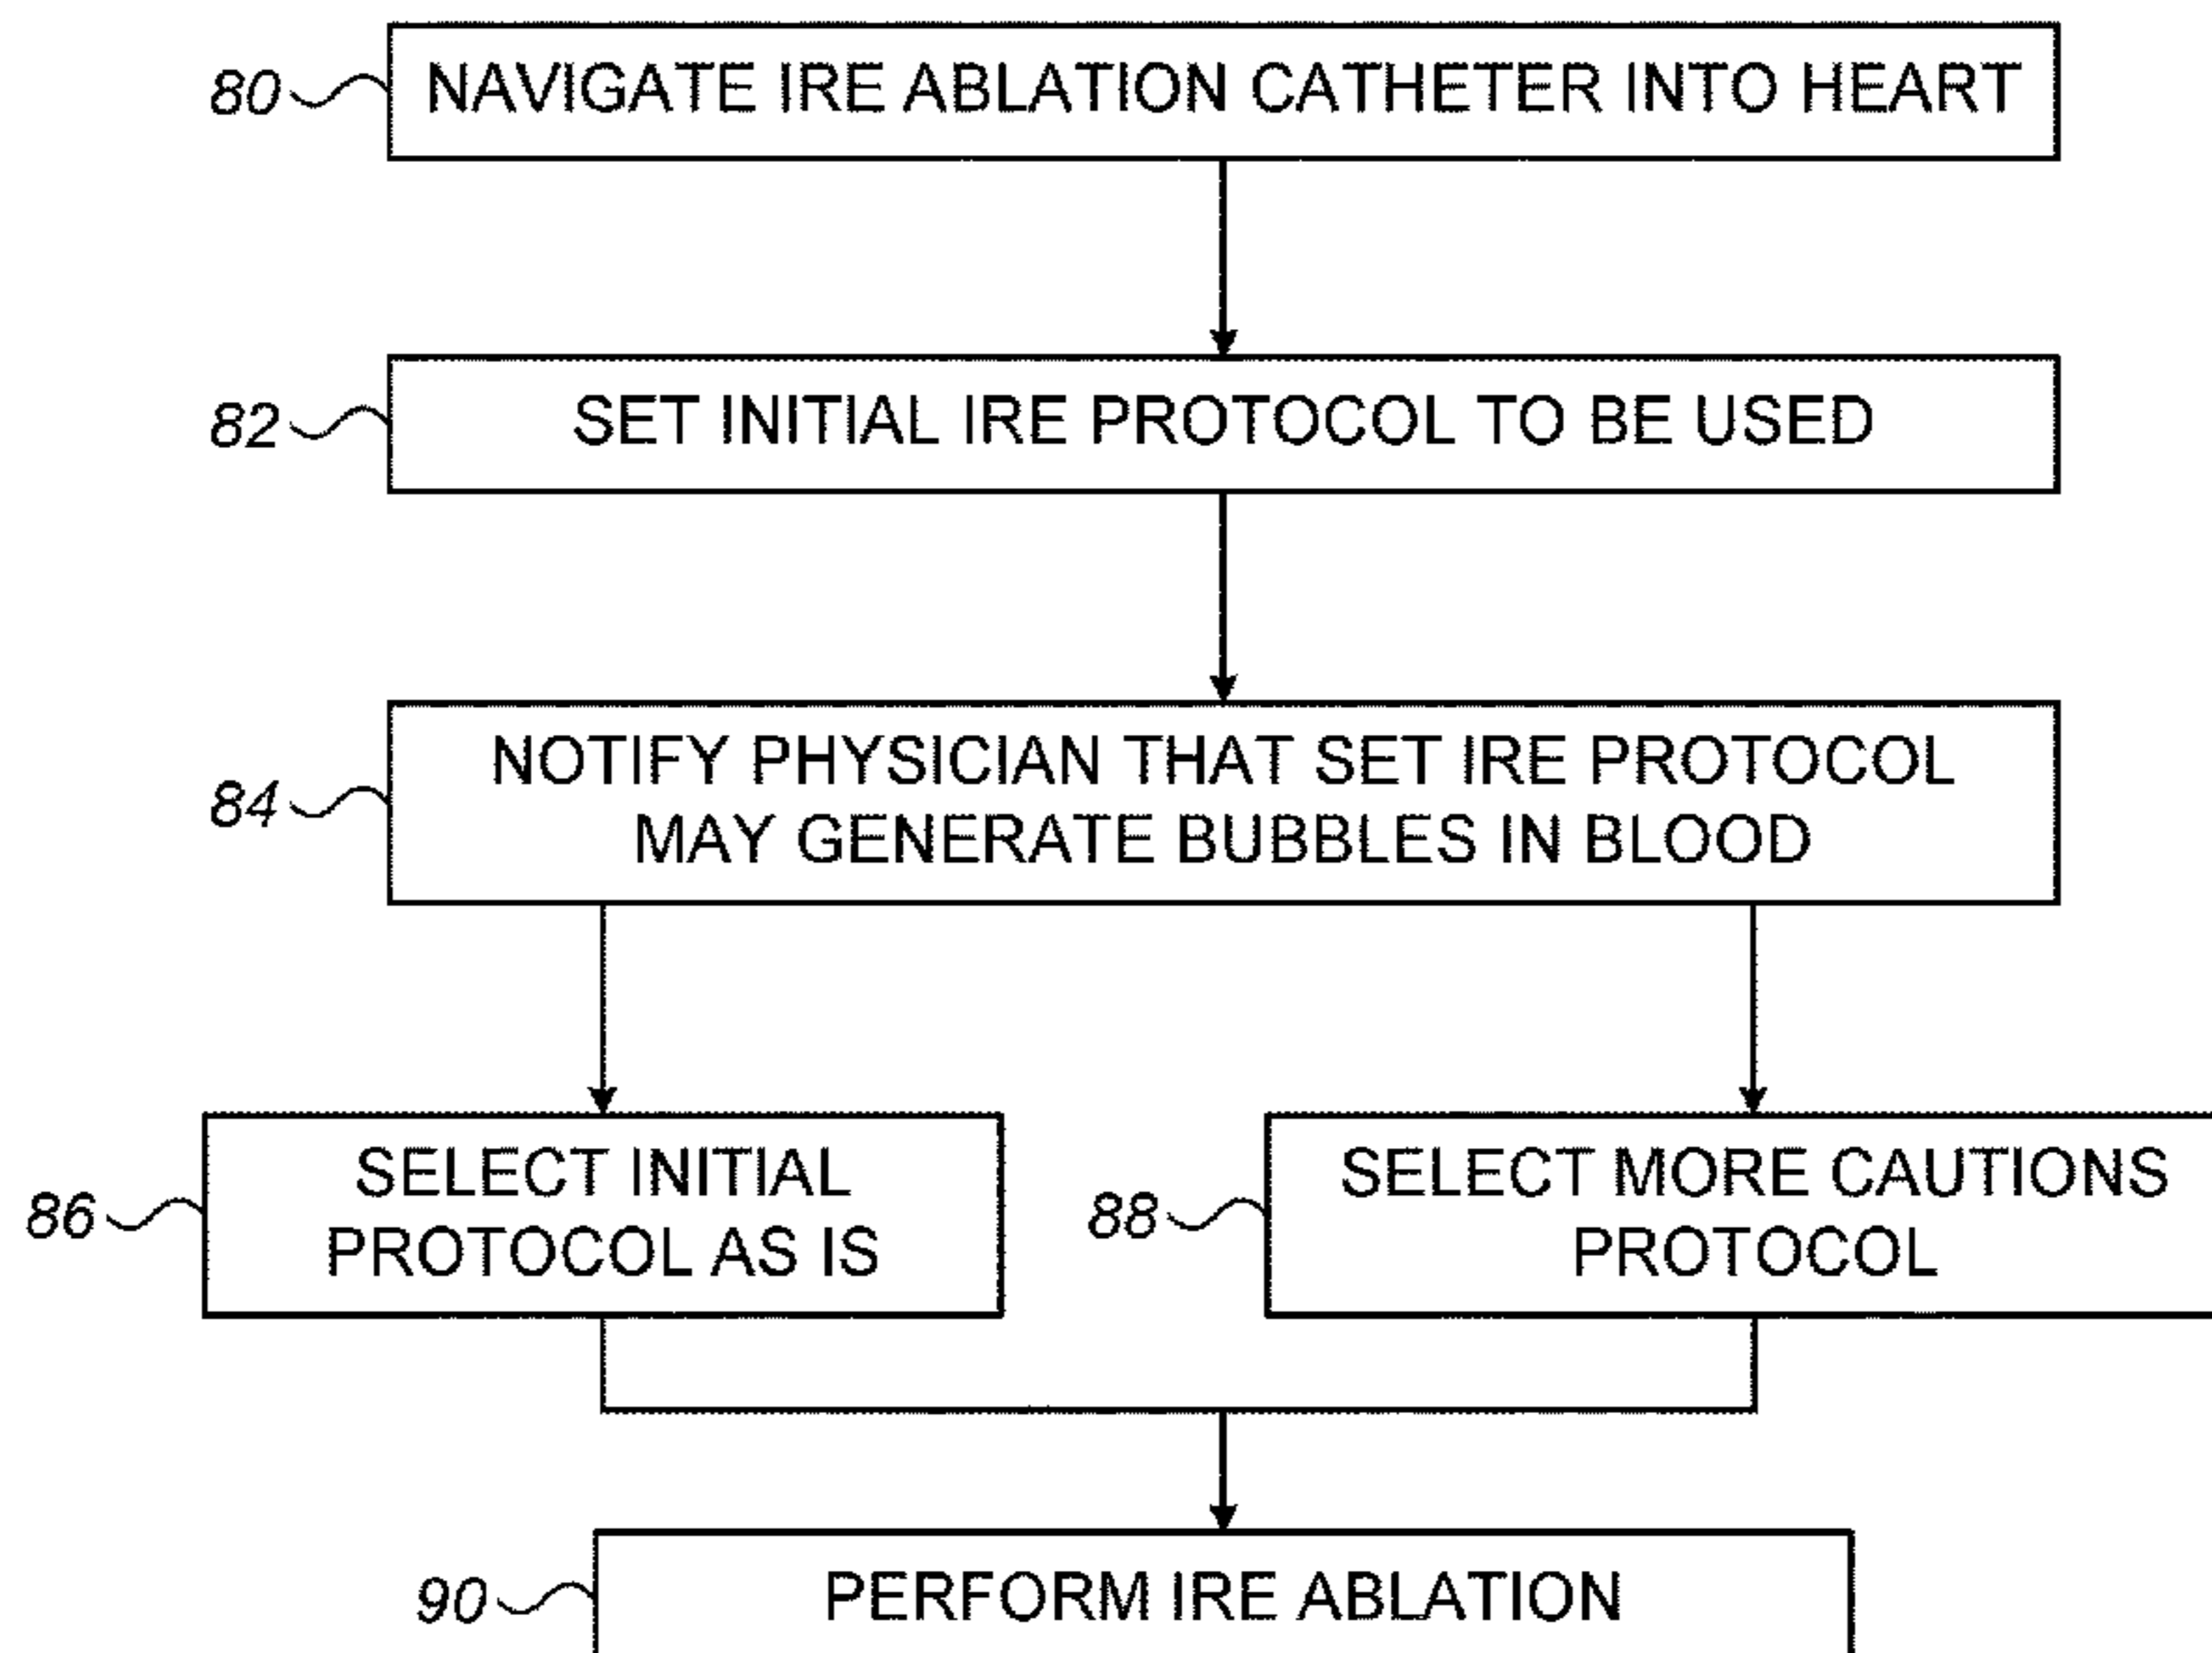 80 NAVIGATE IRE ABLATION CATHETER INTO HEART
82 SET INITIAL IRE PROTOCOL TO BE USED
NOTIFY PHYSICIAN THAT SET IRE PROTOCOL
84
MAY GENERATE BUBBLES IN BLOOD
SELECT INITIAL
86
PROTOCOL AS IS
SELECT MORE CAUTIONS
88
PROTOCOL
90 PERFORM IRE ABLATION